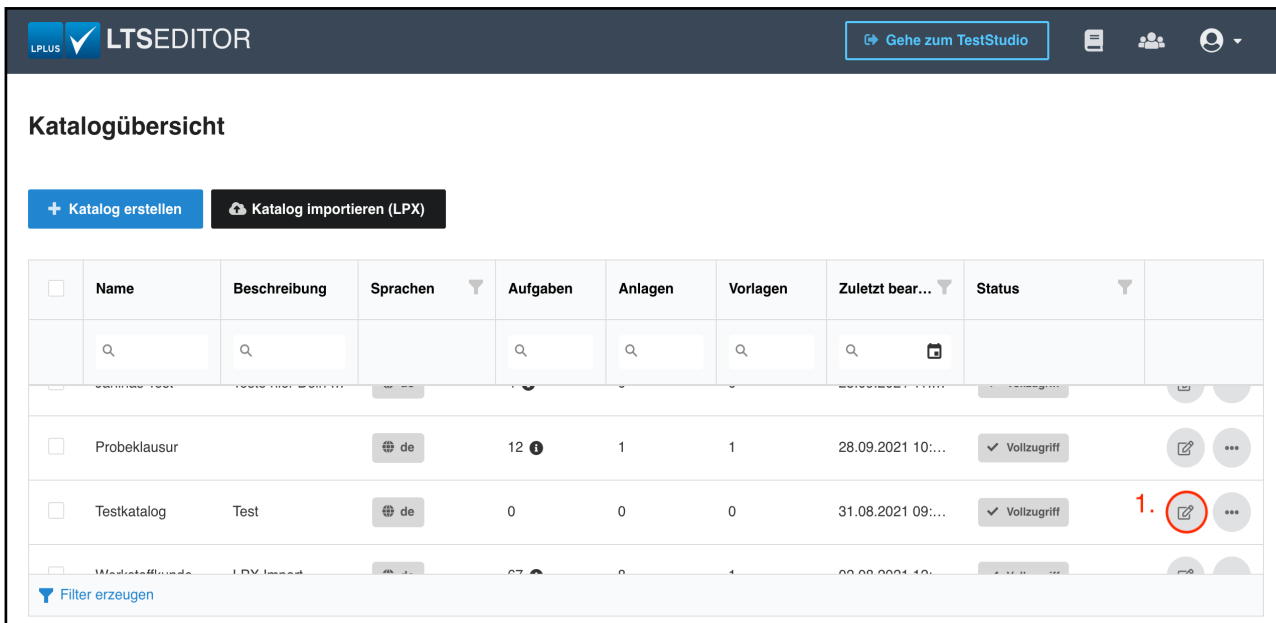 LPLUS LTSEDITOR
Gehe zum TestStudio
Katalogübersicht
+ Katalog erstellen
Katalog importieren (LPX)
Name Beschreibung Sprachen Aufgaben Anlagen Vorlagen Zuletzt bear... Status
Probeklausur de 12 1 1 28.09.2021 10:... Vollzugriff
Testkatalog Test de 0 0 0 31.08.2021 09:... Vollzugriff 1.
Filter erzeugen